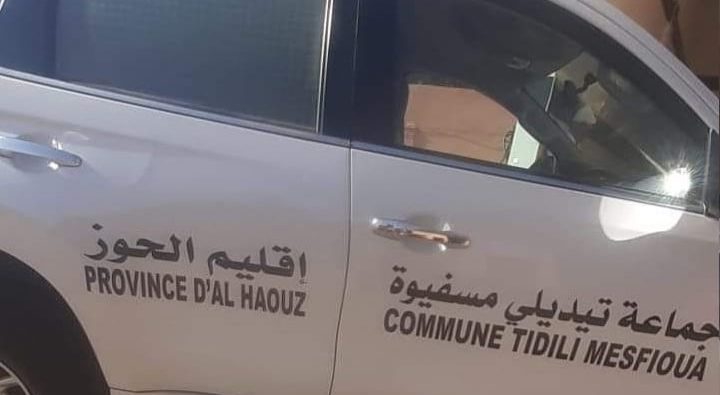 إقليم الحوز
PROVINCE D'AL HAOUZ
جماعة تيديلي مسفيوة
COMMUNE TIDILI MESFIOUA